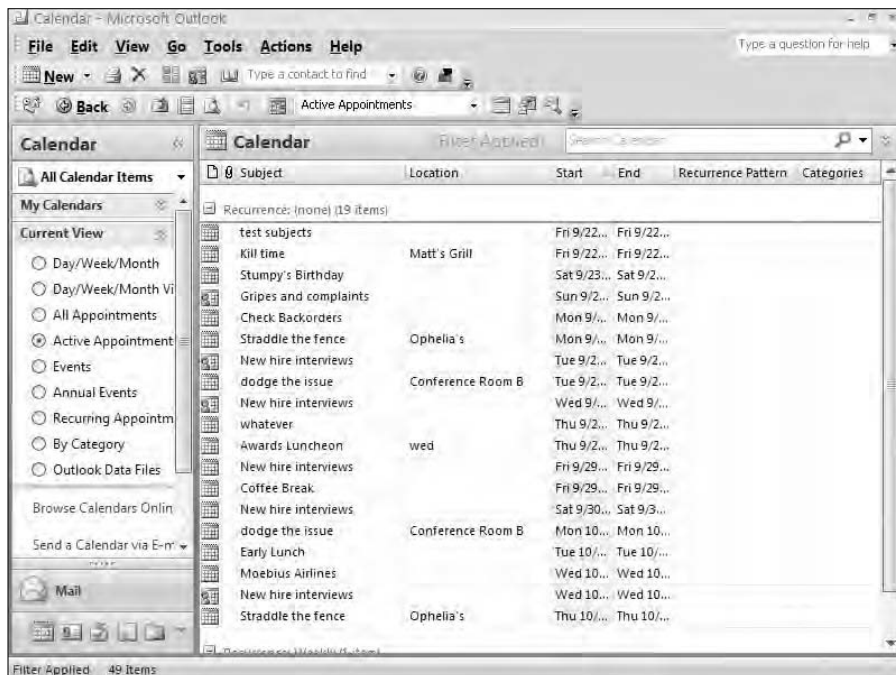 Calendar - Microsoft Outlook
File Edit View Go Tools Actions Help
Type a question for help
New
Type a contact to find
Back
Active Appointments
Calendar
Calendar
Filter Applied
Search Calendar
All Calendar Items
Subject Location Start End Recurrence Pattern Categories
My Calendars
Recurrence: (none) (19 items)
Current View
test subjects Fri 9/22... Fri 9/22...
Kill time Matt's Grill Fri 9/22... Fri 9/22...
Day/Week/Month
Stumpy's Birthday Sat 9/23... Sat 9/2...
Day/Week/Month Vi
Gripes and complaints Sun 9/2... Sun 9/2...
All Appointments
Check Backorders Mon 9/... Mon 9/...
Active Appointment
Straddle the fence Ophelia's Mon 9/... Mon 9/...
Events
New hire interviews Tue 9/2... Tue 9/2...
dodge the issue Conference Room B Tue 9/2... Tue 9/2...
Annual Events
New hire interviews Wed 9/... Wed 9/...
Recurring Appointm
whatever Thu 9/2... Thu 9/2...
By Category
Awards Luncheon wed Thu 9/2... Thu 9/2...
Outlook Data Files
New hire interviews Fri 9/29... Fri 9/29...
Coffee Break Fri 9/29... Fri 9/29...
Browse Calendars Onlin
New hire interviews Sat 9/30... Sat 9/3...
dodge the issue Conference Room B Mon 10... Mon 10...
Send a Calendar via E-m
Early Lunch Tue 10/... Tue 10/...
Moebius Airlines Wed 10... Wed 10...
Mail
New hire interviews Wed 10... Wed 10...
Straddle the fence Ophelia's Thu 10/... Thu 10/...
Filter Applied 49 Items